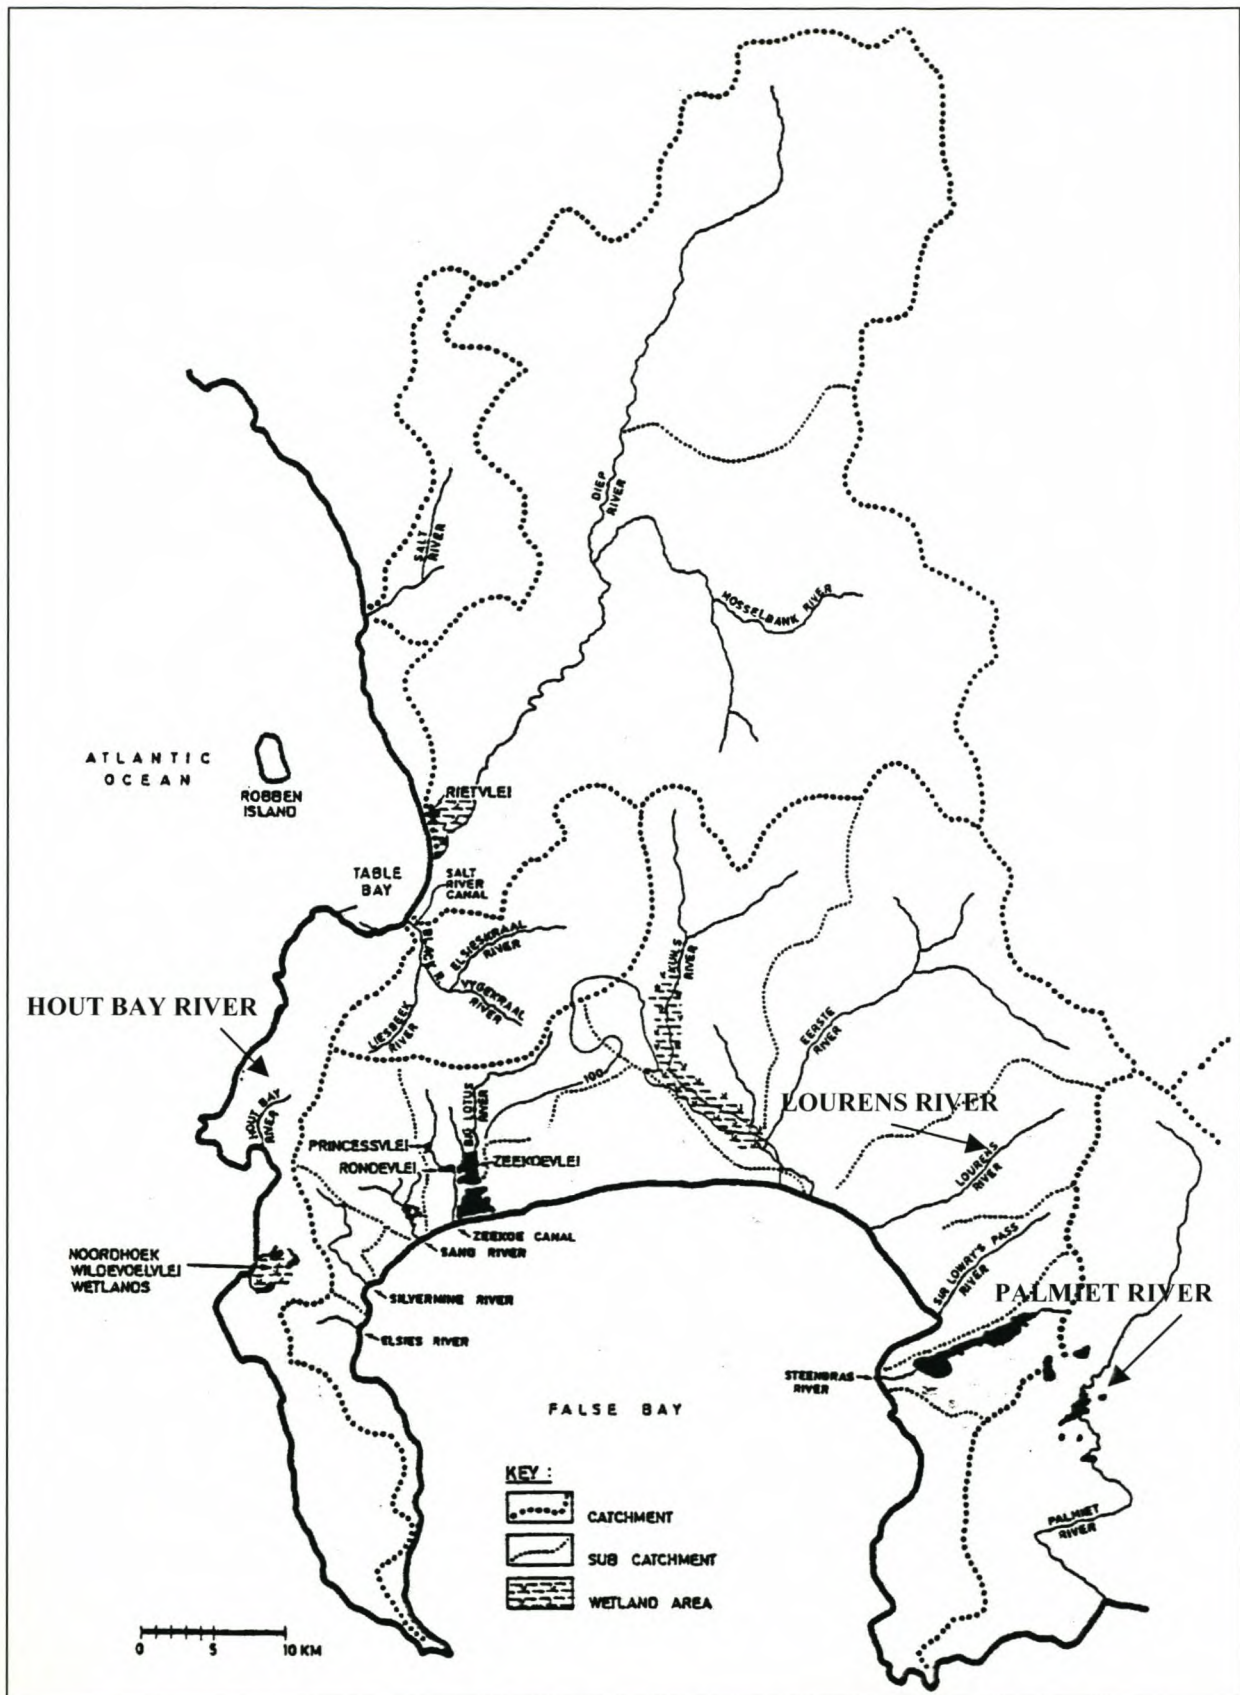 DIEP
RIVER
SALT
RIVER
MOSSELBANK RIVER
ATLANTIC
OCEAN
ROBBEN
ISLAND
RIETVLEI
TABLE
BAY
SALT
RIVER
CANAL
BLACK R.
ELSIESKRAAL
RIVER
VYGEKRAAL
RIVER
LIESBEEK
RIVER
KUILS
RIVER
EERSTE
RIVER
HOUT BAY RIVER
HOUT BAY
RIVER
100
BIG LOTUS
RIVER
LOURENS RIVER
LOURENS
RIVER
PRINCESSVLEI
RONDEVLEI
ZEEKOEVLEI
ZEEKOE CANAL
SAND RIVER
NOORDHOEK
WILDEVOELVLEI
WETLANDS
SILVERMINE RIVER
ELSIES RIVER
SIR LOWRY'S PASS
RIVER
PALMIET RIVER
STEENBRAS
RIVER
FALSE BAY
PALMIET
RIVER
KEY :
CATCHMENT
SUB CATCHMENT
WETLAND AREA
0 5 10 KM